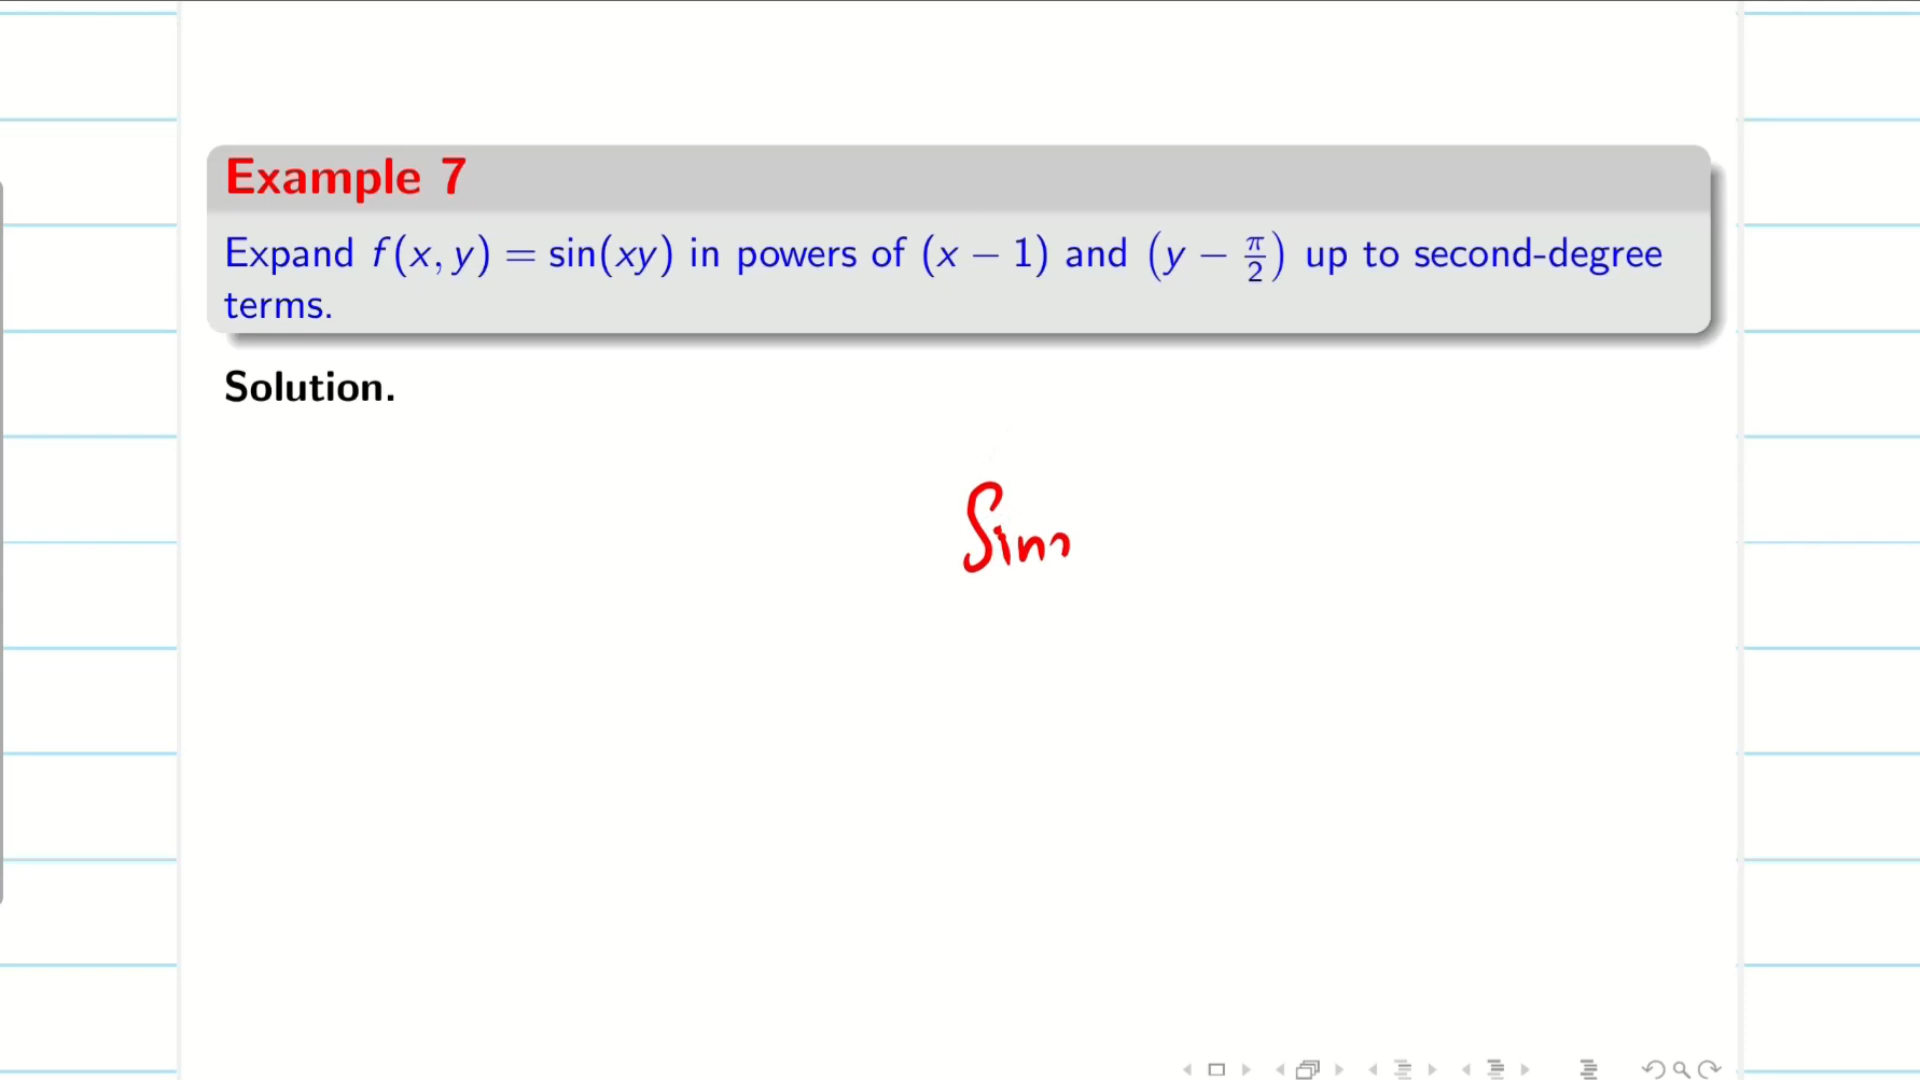 Example 7
Expand f(x, y) = sin(xy) in powers of (x − 1) and (y − π/2) up to second-degree
terms.
Solution.
Sin